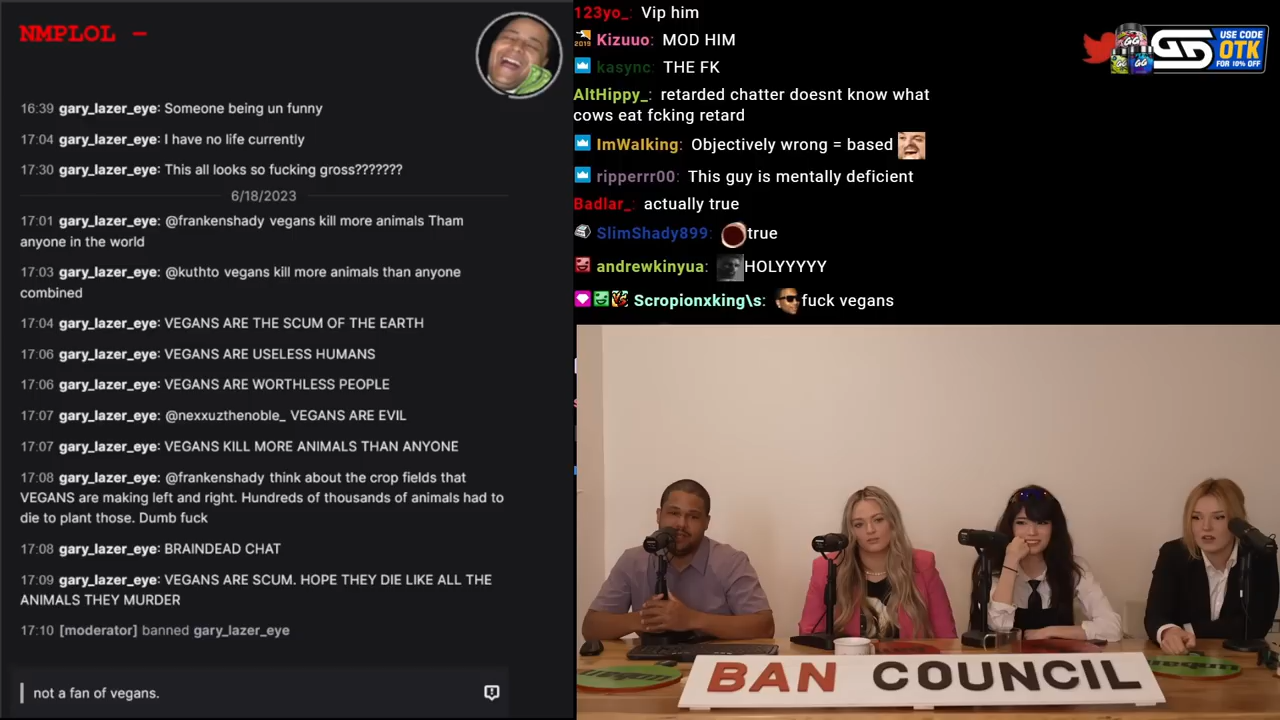 NMPLOL -
16:39 gary_lazer_eye: Someone being un funny
17:04 gary_lazer_eye: I have no life currently
17:30 gary_lazer_eye: This all looks so fucking gross???????
6/18/2023
17:01 gary_lazer_eye: @frankenshady vegans kill more animals Tham
anyone in the world
17:03 gary_lazer_eye: @kuthto vegans kill more animals than anyone
combined
17:04 gary_lazer_eye: VEGANS ARE THE SCUM OF THE EARTH
17:06 gary_lazer_eye: VEGANS ARE USELESS HUMANS
17:06 gary_lazer_eye: VEGANS ARE WORTHLESS PEOPLE
17:07 gary_lazer_eye: @nexxuzthenoble_ VEGANS ARE EVIL
17:07 gary_lazer_eye: VEGANS KILL MORE ANIMALS THAN ANYONE
17:08 gary_lazer_eye: @frankenshady think about the crop fields that
VEGANS are making left and right. Hundreds of thousands of animals had to
die to plant those. Dumb fuck
17:08 gary_lazer_eye: BRAINDEAD CHAT
17:09 gary_lazer_eye: VEGANS ARE SCUM. HOPE THEY DIE LIKE ALL THE
ANIMALS THEY MURDER
17:10 [moderator] banned gary_lazer_eye
not a fan of vegans.
123yo_: Vip him
2019 Kizuuo: MOD HIM
kasync: THE FK
AltHippy_: retarded chatter doesnt know what
cows eat fcking retard
ImWalking: Objectively wrong = based
ripperrr00: This guy is mentally deficient
Badlar_: actually true
SlimShady899: true
andrewkinyua: HOLYYYYY
Scropionxking\s: fuck vegans
GG
GG GG
USE CODE
OTK
FOR 10% OFF
BAN COUNCIL